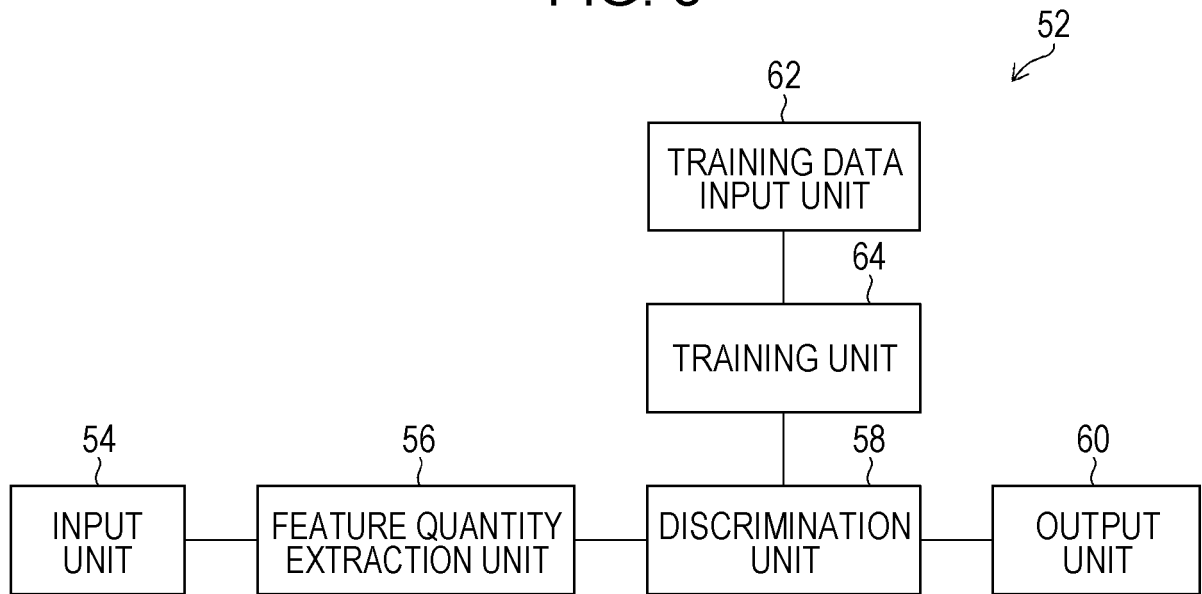 52
62
TRAINING DATA
INPUT UNIT
64
TRAINING UNIT
54
56
58
60
INPUT
UNIT
FEATURE QUANTITY
EXTRACTION UNIT
DISCRIMINATION
UNIT
OUTPUT
UNIT